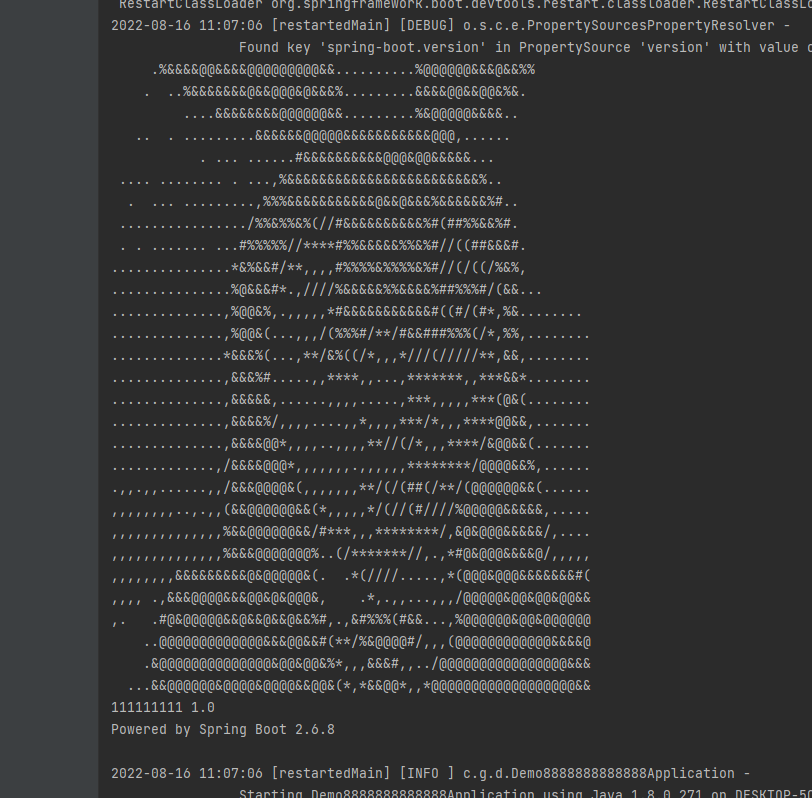 RestartClassLoader org.springframework.boot.devtools.restart.classloader.RestartClassLo
2022-08-16 11:07:06 [restartedMain] [DEBUG] o.s.c.e.PropertySourcesPropertyResolver -
Found key 'spring-boot.version' in PropertySource 'version' with value o
111111111 1.0
Powered by Spring Boot 2.6.8
2022-08-16 11:07:06 [restartedMain] [INFO ] c.g.d.Demo8888888888888Application -
Starting Demo8888888888888Application using Java 1.8.0_271 on DESKTOP-50